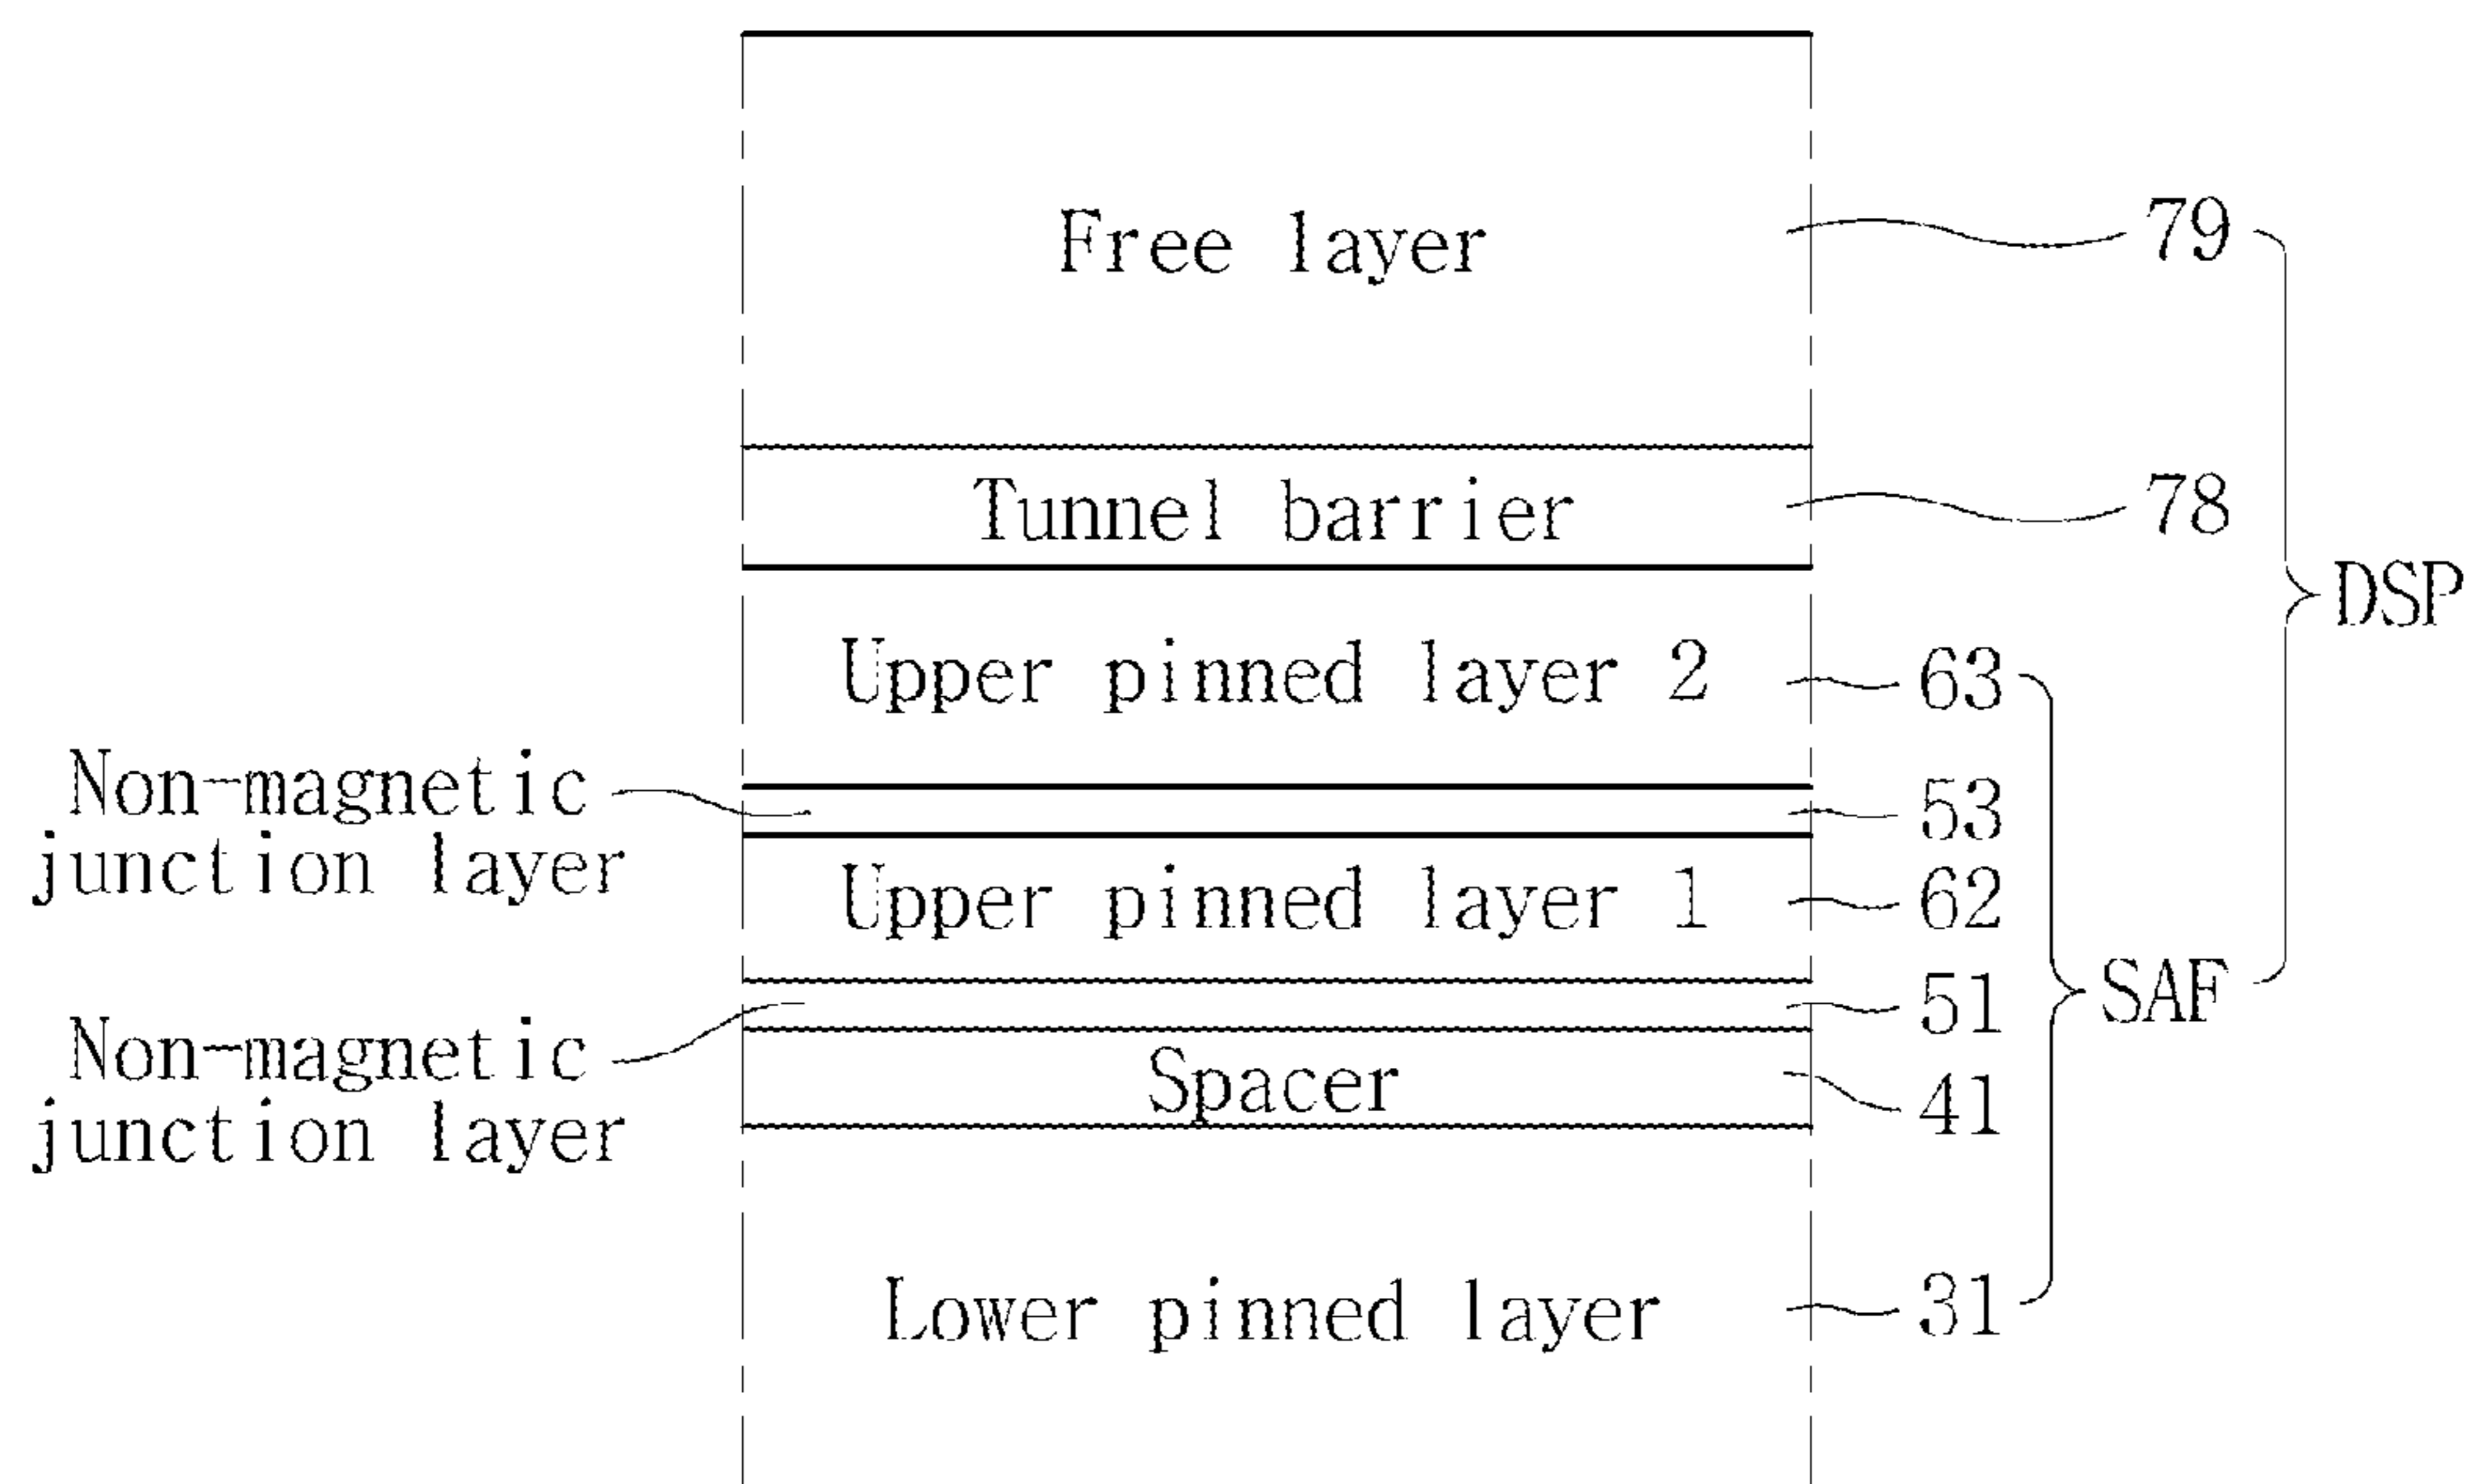 Free layer
79
Tunnel barrier
78
DSP
Upper pinned layer 2
63
Non-magnetic
junction layer
53
Upper pinned layer 1
62
SAF
51
Non-magnetic
junction layer
Spacer
41
Lower pinned layer
31